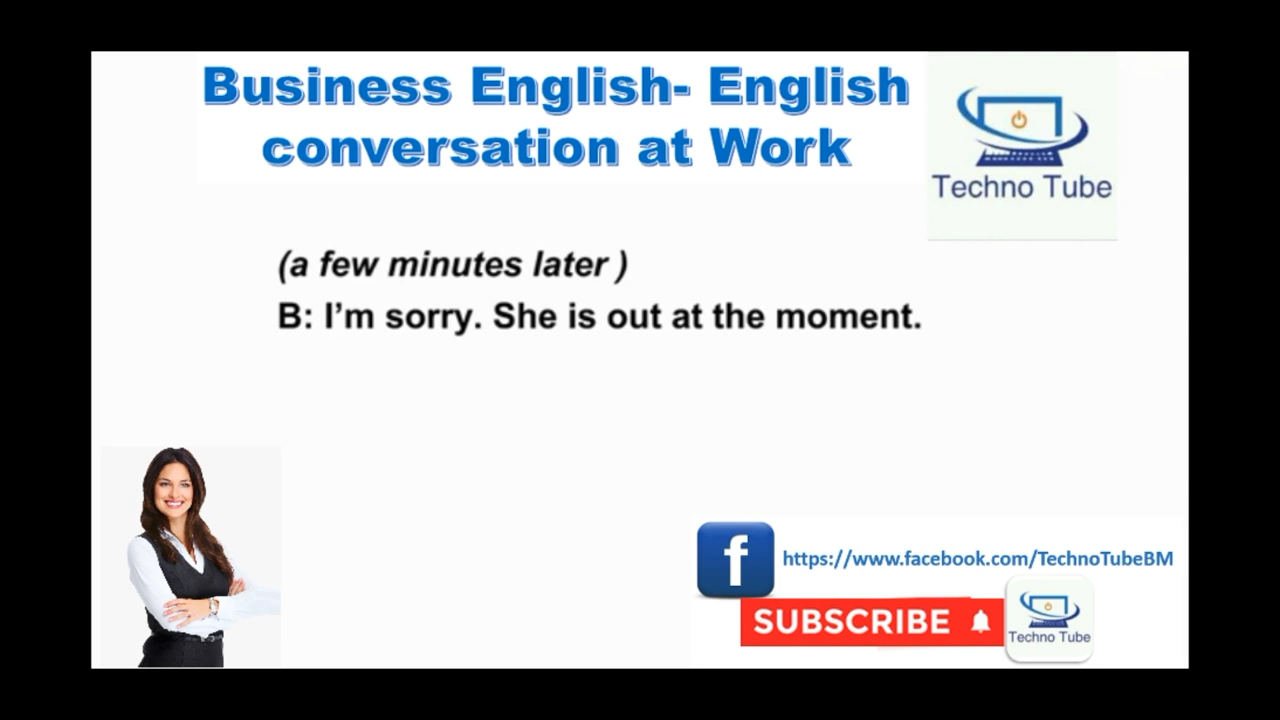 Business English- English
conversation at Work
Techno Tube
(a few minutes later )
B: I’m sorry. She is out at the moment.
f
https://www.facebook.com/TechnoTubeBM
SUBSCRIBE
Techno Tube